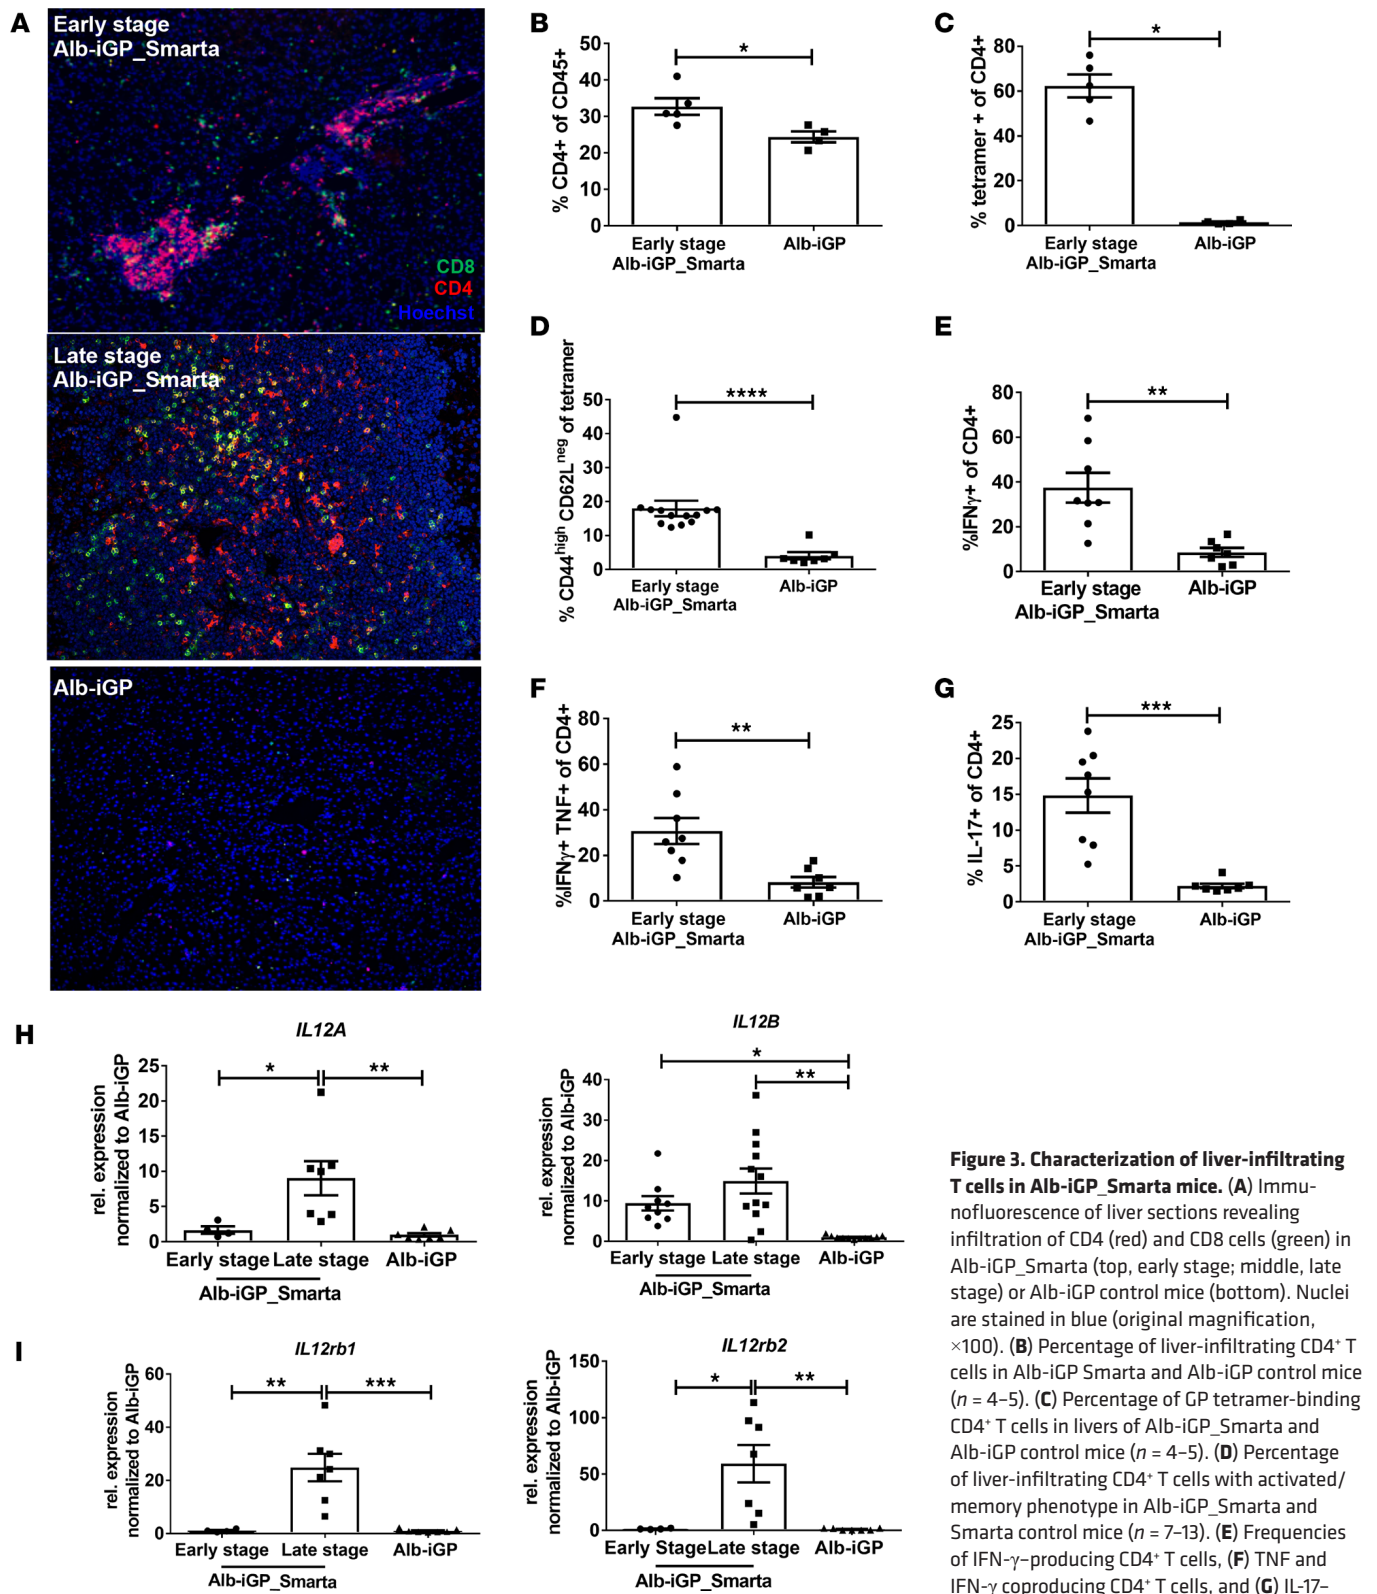 A
Early stage
Alb-iGP_Smarta
CD8
CD4
Hoechst
Late stage
Alb-iGP_Smarta
Alb-iGP
B
% CD4+ of CD45+
50
40
30
20
10
0
*
Early stage
Alb-iGP_Smarta
Alb-iGP
C
% tetramer + of CD4+
80
60
40
20
0
*
Early stage
Alb-iGP_Smarta
Alb-iGP
D
% CD44high CD62Lneg of tetramer
50
40
30
20
10
0
****
Early stage
Alb-iGP_Smarta
Alb-iGP
E
%IFNγ+ of CD4+
80
60
40
20
0
**
Early stage
Alb-iGP_Smarta
Alb-iGP
F
%IFNγ+ TNF+ of CD4+
80
60
40
20
0
**
Early stage
Alb-iGP_Smarta
Alb-iGP
G
% IL-17+ of CD4+
25
20
15
10
5
0
***
Early stage
Alb-iGP_Smarta
Alb-iGP
H
IL12A
rel. expression
normalized to Alb-iGP
25
20
15
10
5
0
*
**
Early stage Late stage Alb-iGP
Alb-iGP_Smarta
IL12B
rel. expression
normalized to Alb-iGP
40
30
20
10
0
*
**
Early stage Late stage Alb-iGP
Alb-iGP_Smarta
I
IL12rb1
rel. expression
normalized to Alb-iGP
60
40
20
0
**
***
Early stage Late stage Alb-iGP
Alb-iGP_Smarta
IL12rb2
rel. expression
normalized to Alb-iGP
150
100
50
0
*
**
Early stage Late stage Alb-iGP
Alb-iGP_Smarta
Figure 3. Characterization of liver-infiltrating
T cells in Alb-iGP_Smarta mice. (A) Immu-
nofluorescence of liver sections revealing
infiltration of CD4 (red) and CD8 cells (green) in
Alb-iGP_Smarta (top, early stage; middle, late
stage) or Alb-iGP control mice (bottom). Nuclei
are stained in blue (original magnification,
×100). (B) Percentage of liver-infiltrating CD4⁺ T
cells in Alb-iGP Smarta and Alb-iGP control mice
(n = 4–5). (C) Percentage of GP tetramer-binding
CD4⁺ T cells in livers of Alb-iGP_Smarta and
Alb-iGP control mice (n = 4–5). (D) Percentage
of liver-infiltrating CD4⁺ T cells with activated/
memory phenotype in Alb-iGP_Smarta and
Smarta control mice (n = 7–13). (E) Frequencies
of IFN-γ–producing CD4⁺ T cells, (F) TNF and
IFN-γ coproducing CD4⁺ T cells, and (G) IL-17–